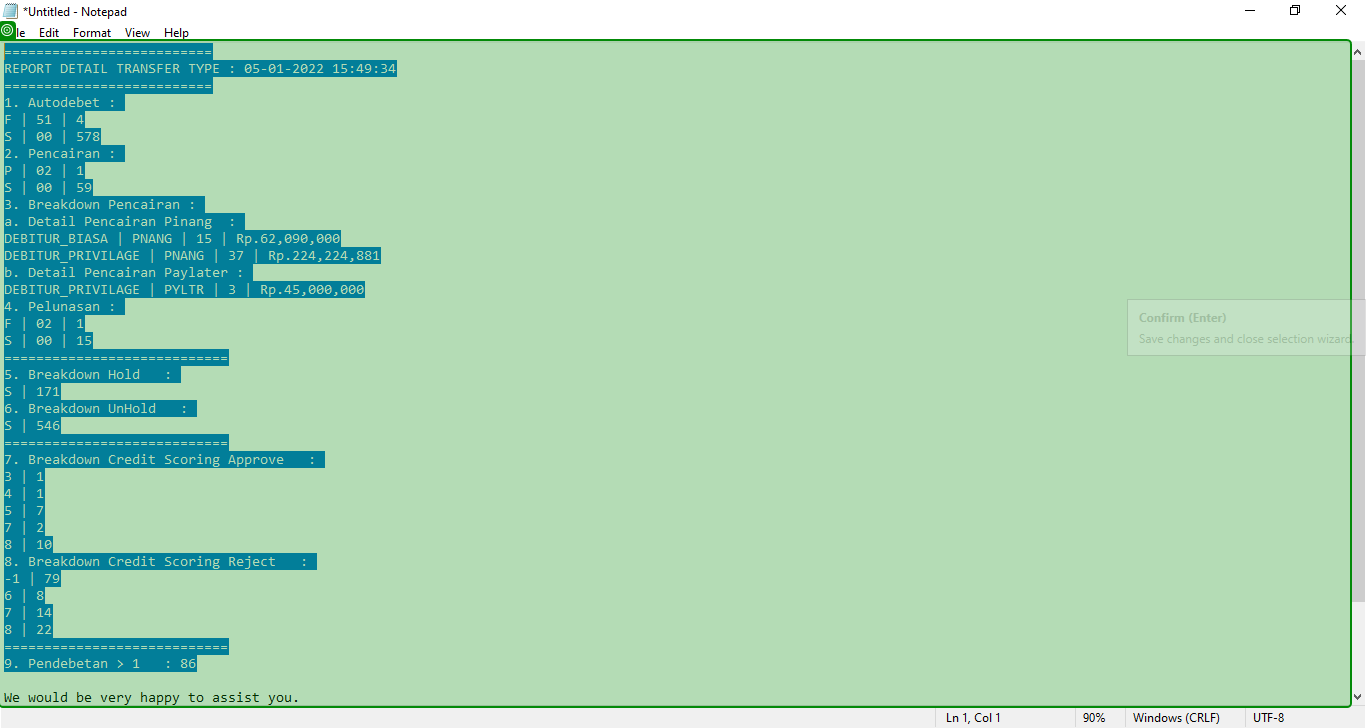 *Untitled - Notepad
le Edit Format View Help
==========================
REPORT DETAIL TRANSFER TYPE : 05-01-2022 15:49:34
==========================
1. Autodebet :
F | 51 | 4
S | 00 | 578
2. Pencairan :
P | 02 | 1
S | 00 | 59
3. Breakdown Pencairan :
a. Detail Pencairan Pinang  :
DEBITUR_BIASA | PNANG | 15 | Rp.62,090,000
DEBITUR_PRIVILAGE | PNANG | 37 | Rp.224,224,881
b. Detail Pencairan Paylater :
DEBITUR_PRIVILAGE | PYLTR | 3 | Rp.45,000,000
Confirm (Enter)
Save changes and close selection wizard.
4. Pelunasan :
F | 02 | 1
S | 00 | 15
============================
5. Breakdown Hold   :
S | 171
6. Breakdown UnHold   :
S | 546
============================
7. Breakdown Credit Scoring Approve   :
3 | 1
4 | 1
5 | 7
7 | 2
8 | 10
8. Breakdown Credit Scoring Reject   :
-1 | 79
6 | 8
7 | 14
8 | 22
============================
9. Pendebetan > 1   : 86
We would be very happy to assist you.
Ln 1, Col 1 90% Windows (CRLF) UTF-8